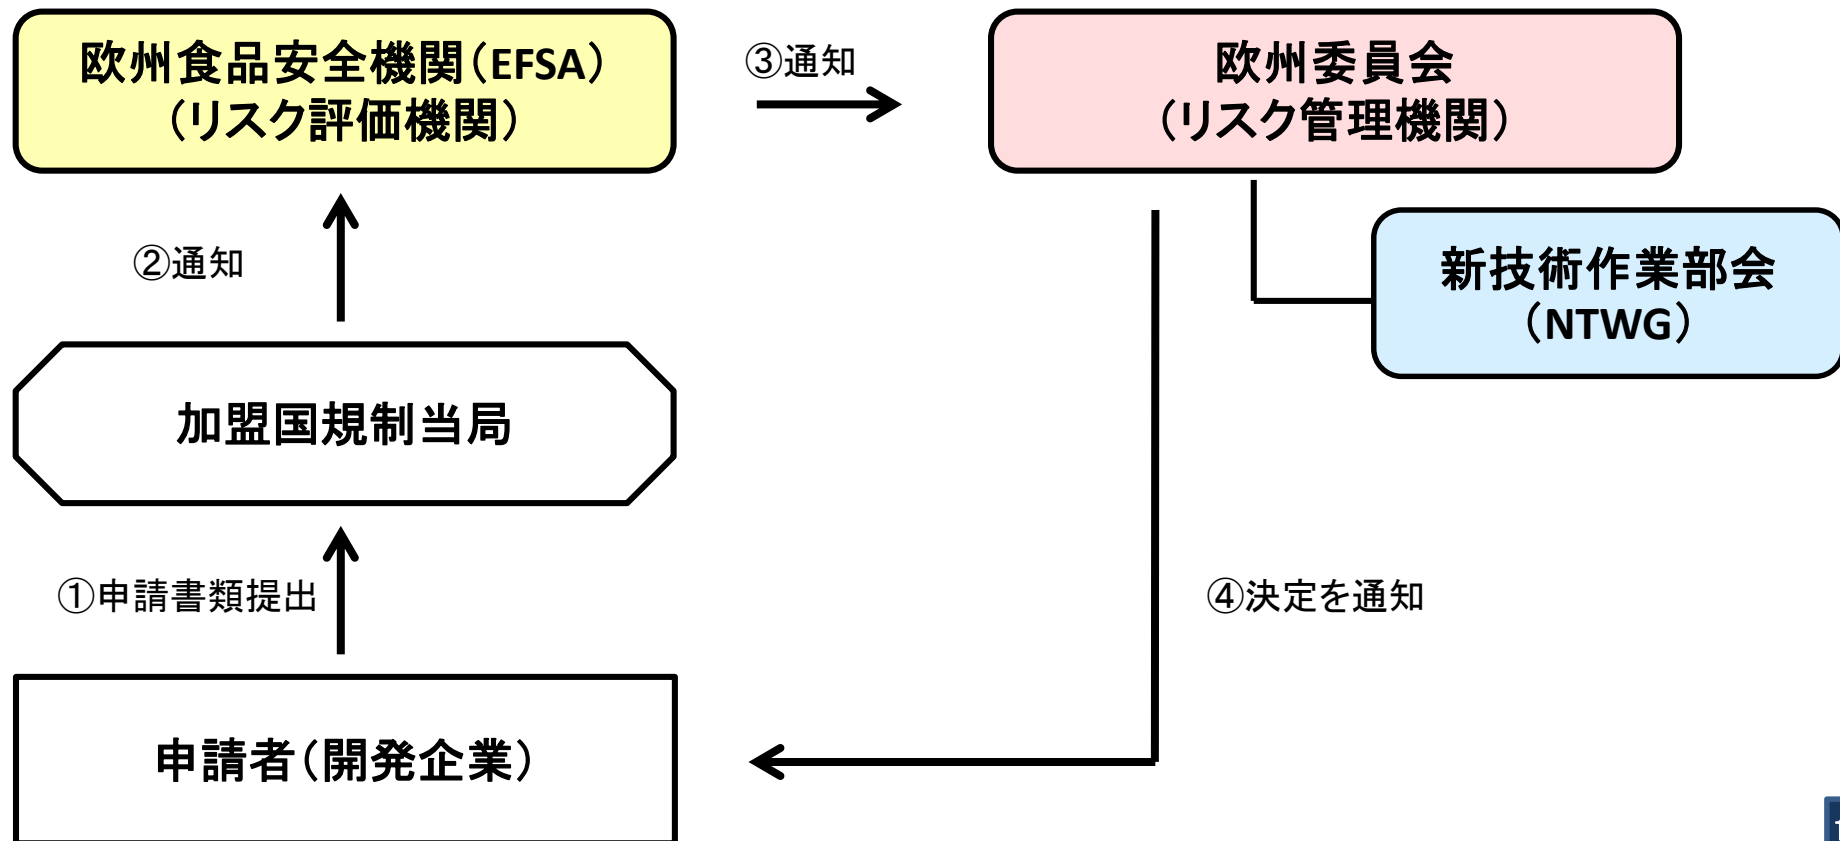 欧州食品安全機関(EFSA)
(リスク評価機関)
③通知
欧州委員会
(リスク管理機関)
②通知
新技術作業部会
(NTWG)
加盟国規制当局
①申請書類提出
④決定を通知
申請者(開発企業)